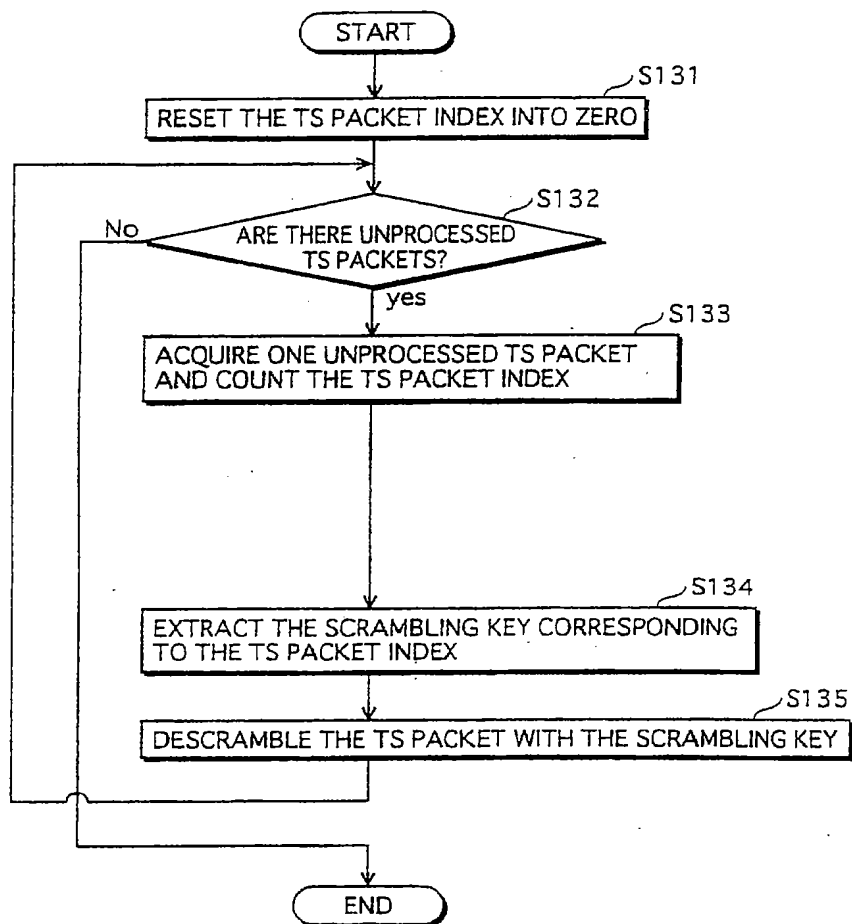 START
S131
RESET THE TS PACKET INDEX INTO ZERO
S132
No
ARE THERE UNPROCESSED
TS PACKETS?
yes
S133
ACQUIRE ONE UNPROCESSED TS PACKET
AND COUNT THE TS PACKET INDEX
S134
EXTRACT THE SCRAMBLING KEY CORRESPONDING
TO THE TS PACKET INDEX
S135
DESCRAMBLE THE TS PACKET WITH THE SCRAMBLING KEY
END